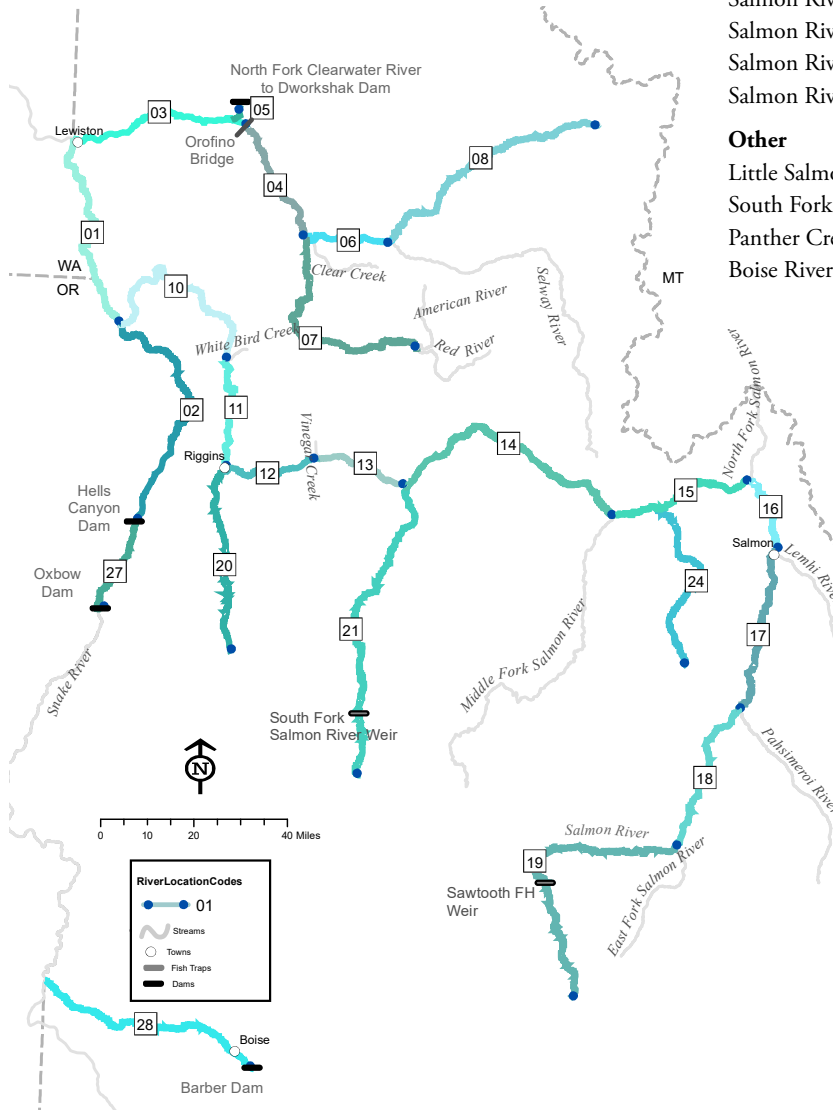 Salmon Riv
Salmon Riv
Salmon Riv
Salmon Riv
Other
Little Salmo
South Fork
Panther Cre
Boise River
North Fork Clearwater River
to Dworkshak Dam
03
05
Lewiston
Orofino
Bridge
08
04
01
06
WA
OR
Clear Creek
MT
10
American River
Selway River
White Bird Creek
07
Red River
North Fork Salmon River
02
11
Vinegar Creek
14
Riggins
12
13
15
Hells
Canyon
Dam
16
Salmon
Lemhi River
27
20
24
Oxbow
Dam
21
17
Middle Fork Salmon River
Snake River
South Fork
Salmon River Weir
Pahsimeroi River
18
N
0 10 20 40 Miles
Salmon River
19
East Fork Salmon River
Sawtooth FH
Weir
RiverLocationCodes
01
Streams
Towns
Fish Traps
Dams
28
Boise
Barber Dam